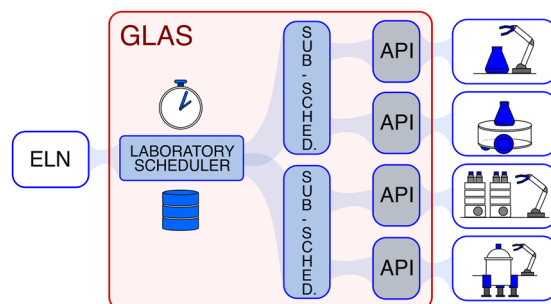 GLAS
ELN
LABORATORY
SCHEDULER
SUB-SCHED.
SUB-SCHED.
API
API
API
API